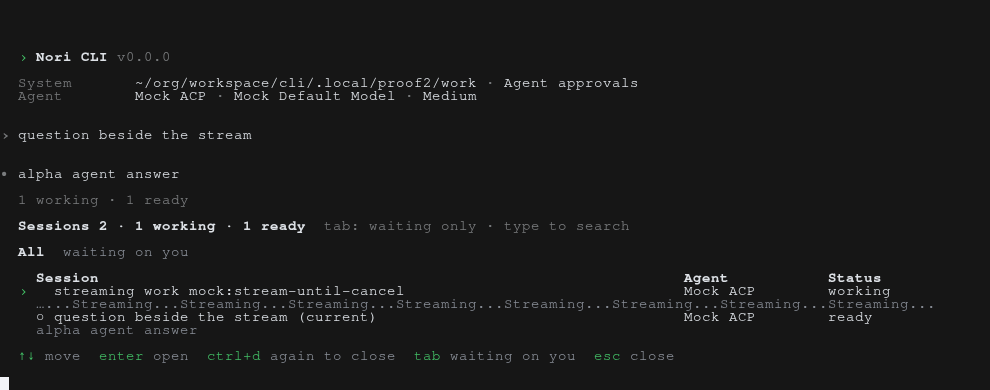 › Nori CLI v0.0.0
System ~/org/workspace/cli/.local/proof2/work · Agent approvals
Agent Mock ACP · Mock Default Model · Medium
› question beside the stream
• alpha agent answer
1 working · 1 ready
Sessions 2 · 1 working · 1 ready tab: waiting only · type to search
All waiting on you
Session Agent Status
› streaming work mock:stream-until-cancel Mock ACP working
…...Streaming...Streaming...Streaming...Streaming...Streaming...Streaming...Streaming...Streaming...
○ question beside the stream (current) Mock ACP ready
alpha agent answer
↑↓ move enter open ctrl+d again to close tab waiting on you esc close